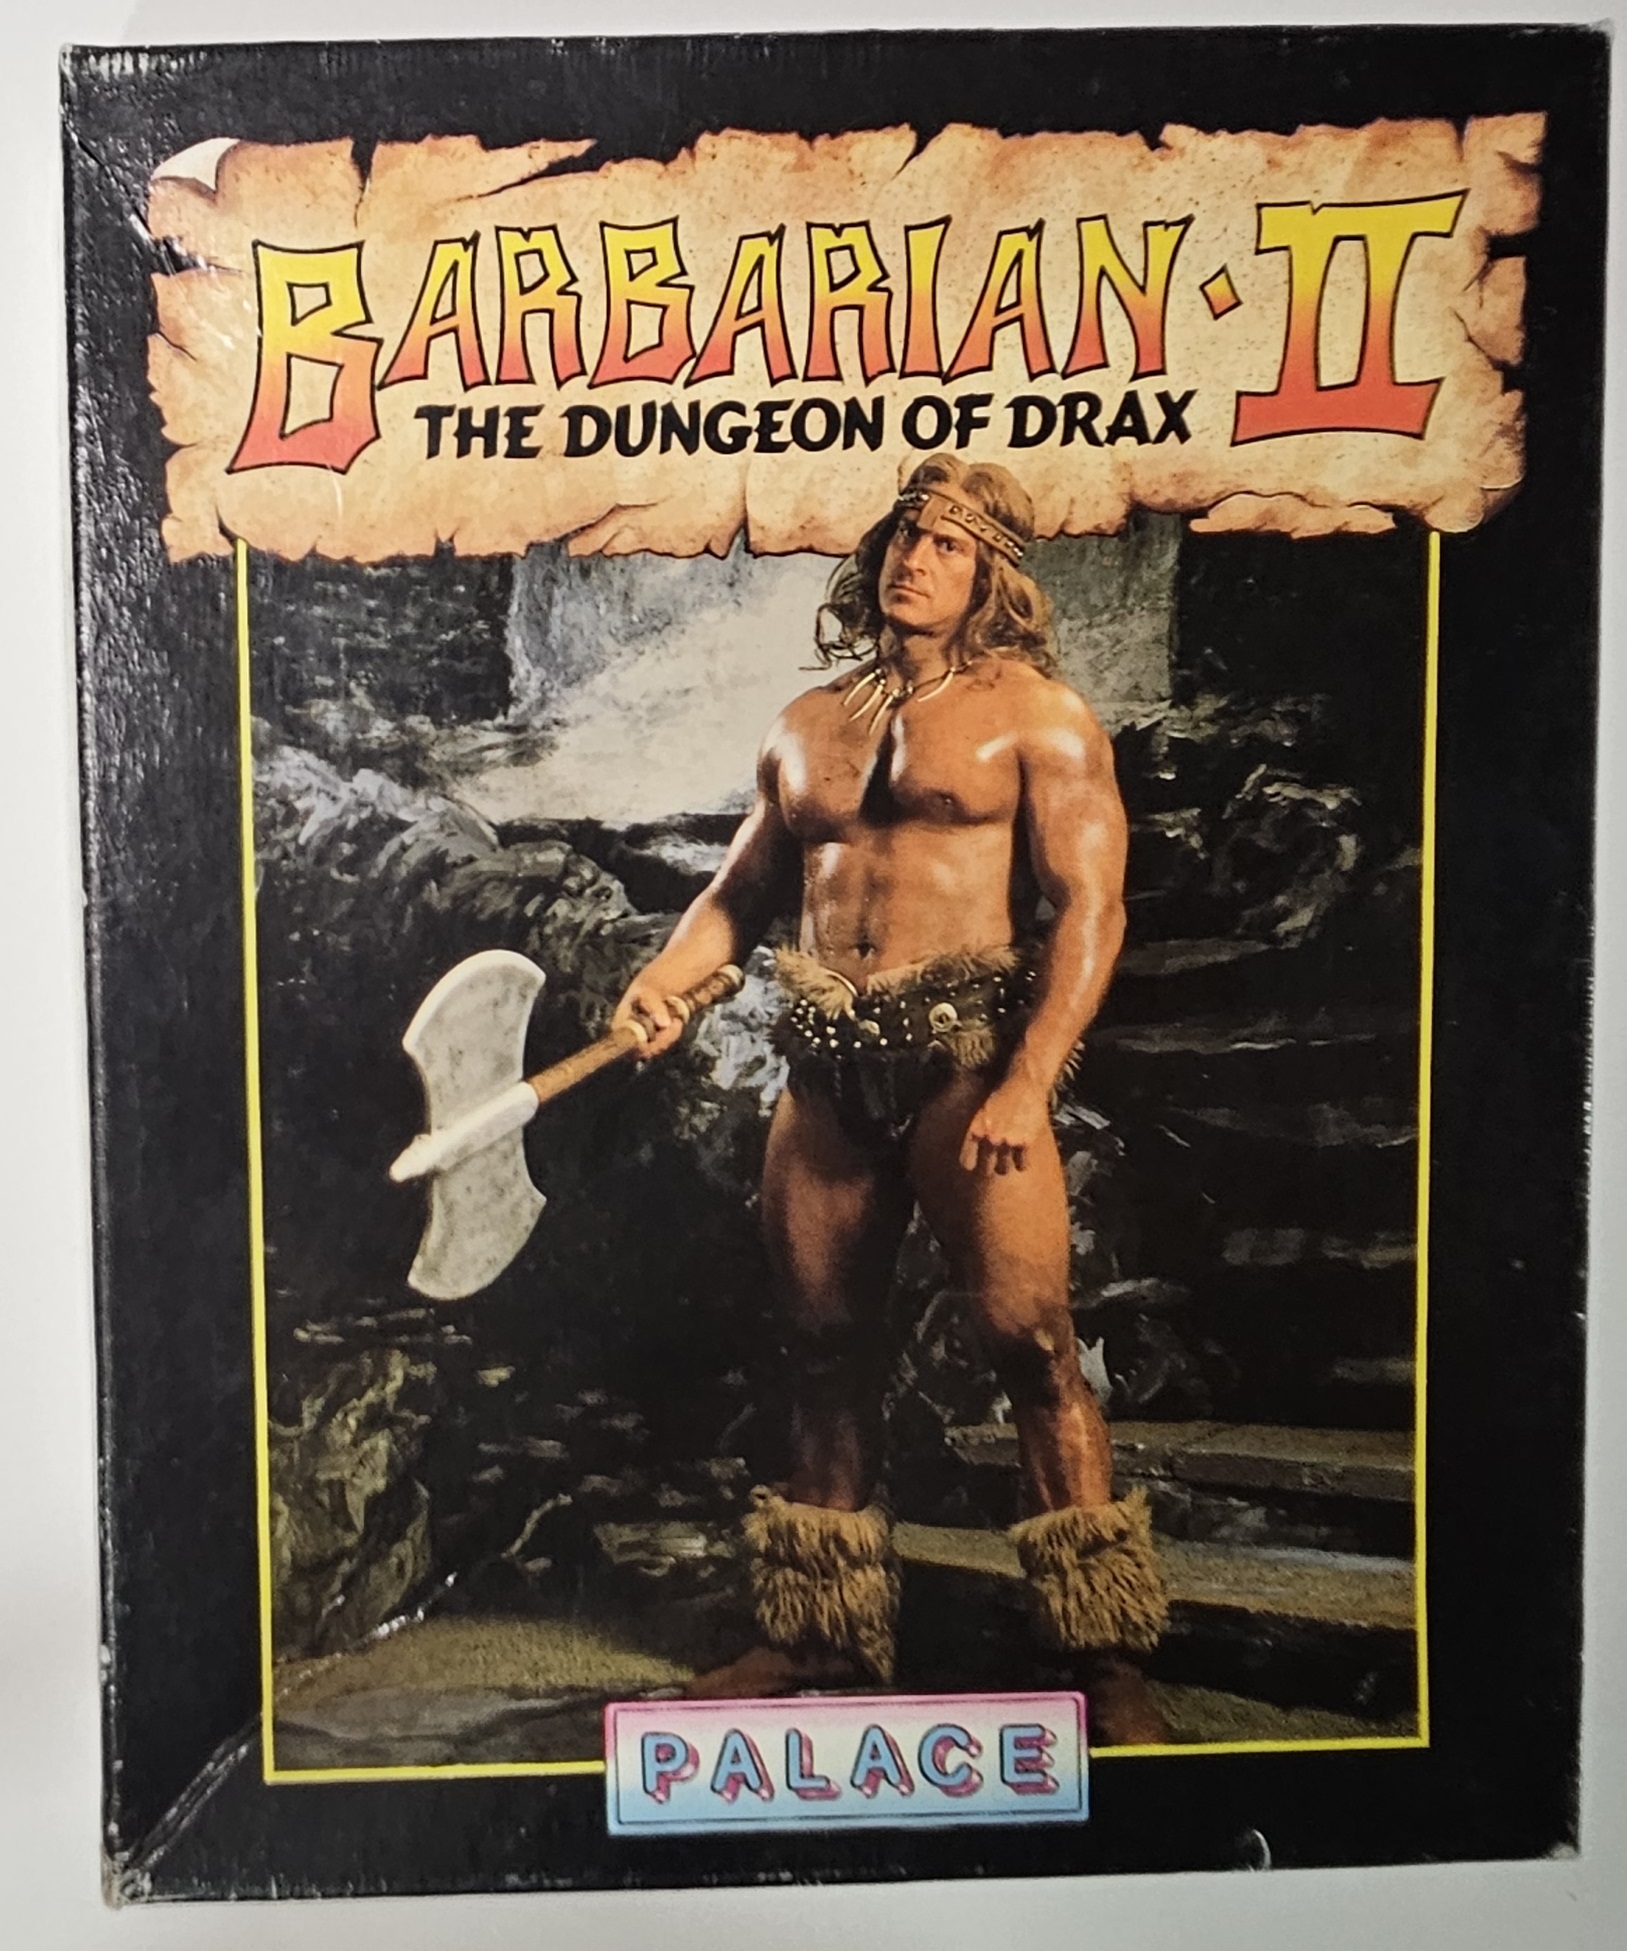 BARBARIAN · II
THE DUNGEON OF DRAX
PALACE